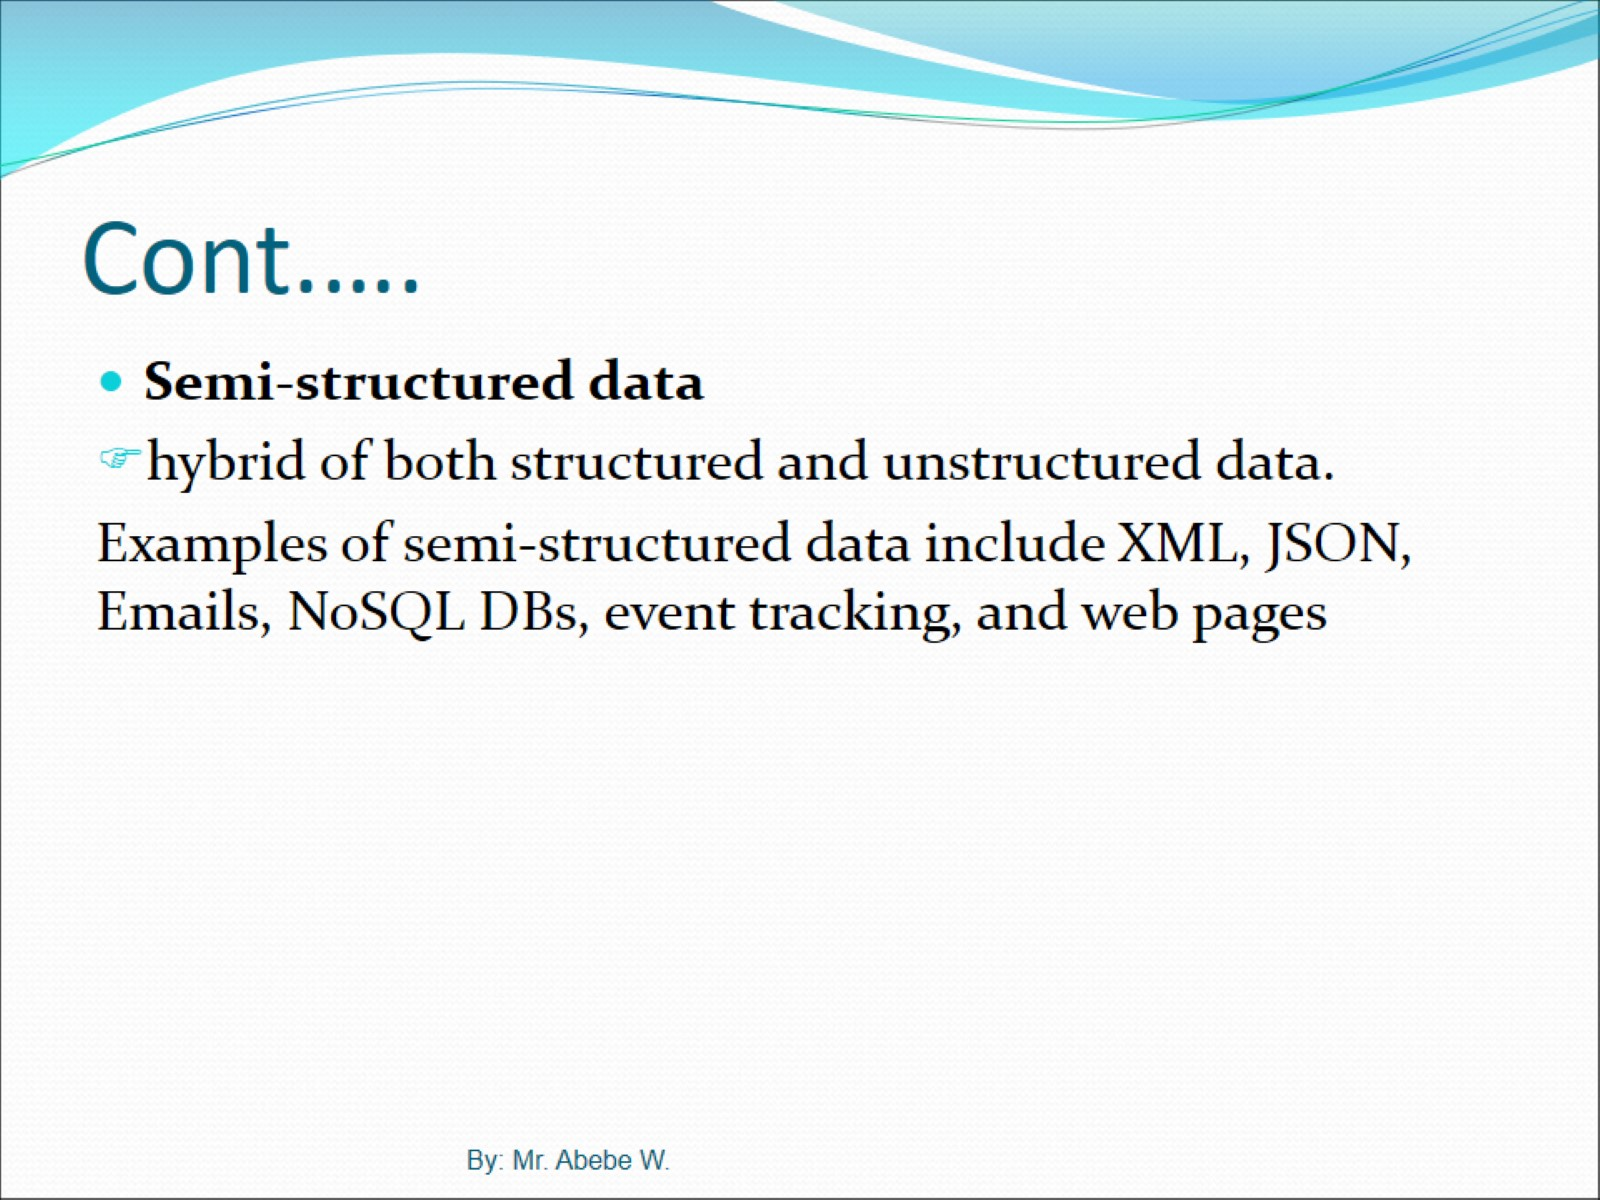 Cont.....
• Semi-structured data
☞hybrid of both structured and unstructured data.
Examples of semi-structured data include XML, JSON,
Emails, NoSQL DBs, event tracking, and web pages
By: Mr. Abebe W.